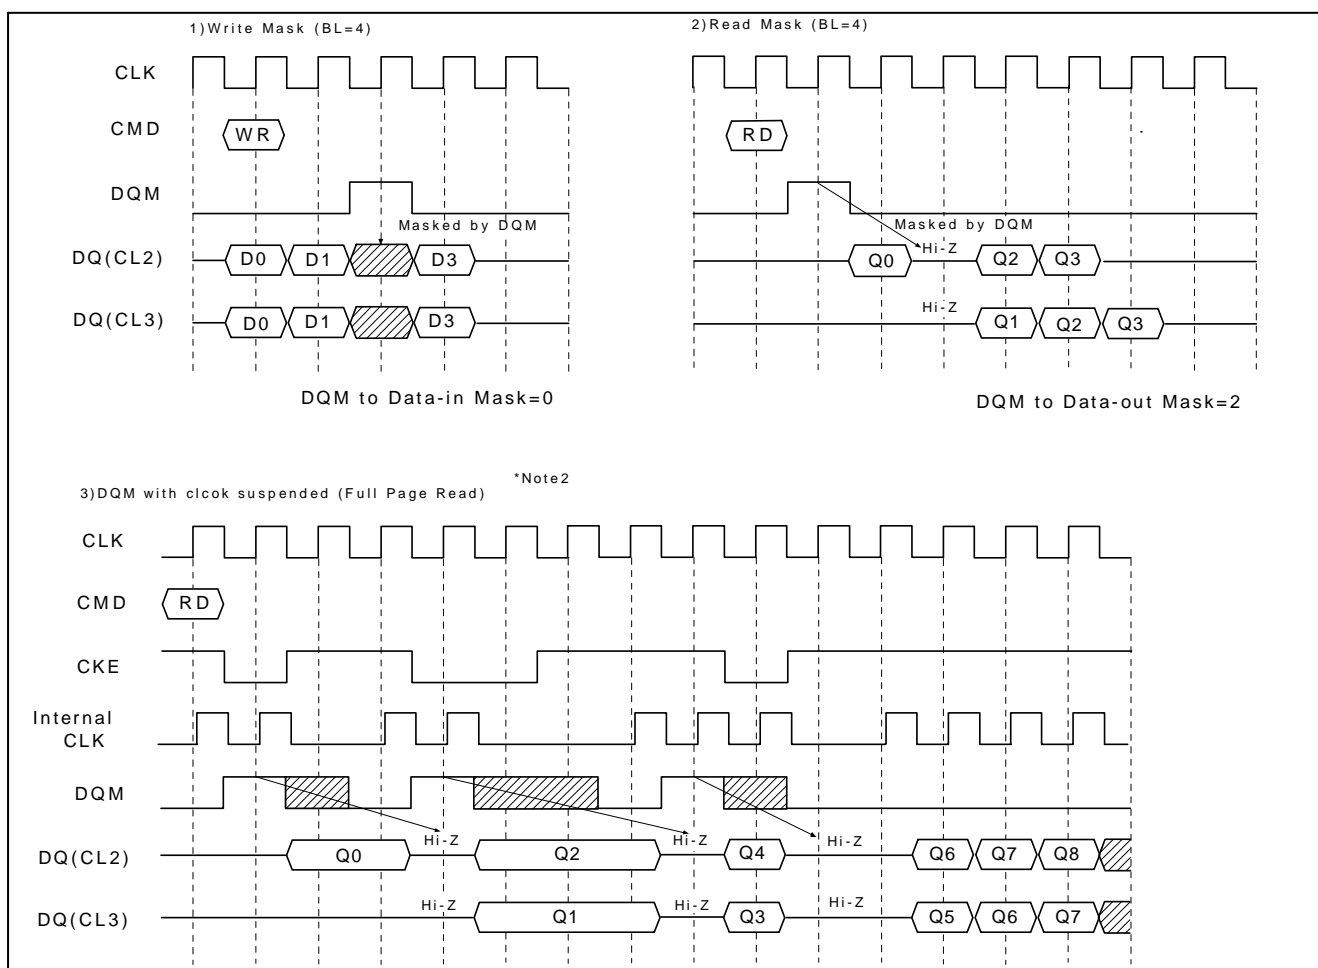 1)Write Mask (BL=4)
CLK
CMD
WR
DQM
Masked by DQM
DQ(CL2)
D0 D1 D3
DQ(CL3)
D0 D1 D3
DQM to Data-in Mask=0
2)Read Mask (BL=4)
RD
Masked by DQM
Hi-Z
Q0 Q2 Q3
Hi-Z
Q1 Q2 Q3
DQM to Data-out Mask=2
*Note2
3)DQM with clcok suspended (Full Page Read)
CLK
CMD
RD
CKE
Internal
CLK
DQM
Hi-Z Hi-Z Hi-Z
DQ(CL2)
Q0 Q2 Q4 Q6 Q7 Q8
Hi-Z Hi-Z Hi-Z
DQ(CL3)
Q1 Q3 Q5 Q6 Q7